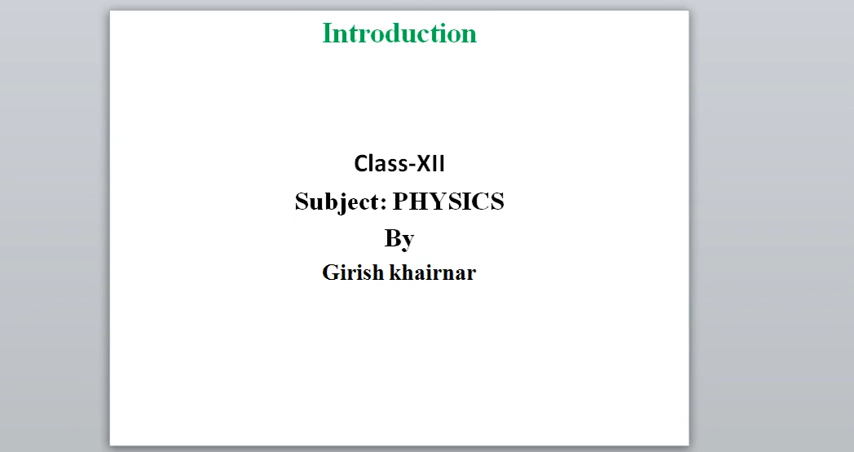 Introduction
Class-XII
Subject: PHYSICS
By
Girish khairnar